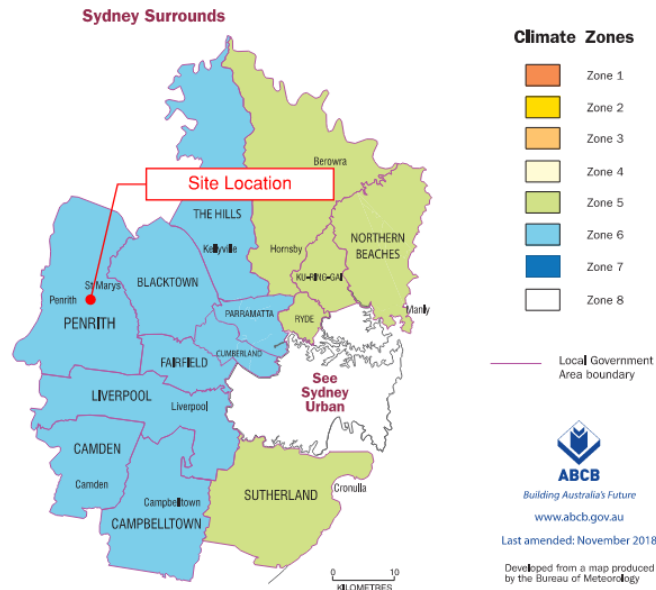 Sydney Surrounds
Berowra
Site Location
THE HILLS
Kellyville
Hornsby
NORTHERN
BEACHES
KU-RING-GAI
BLACKTOWN
St Marys
Penrith
PENRITH
PARRAMATTA
RYDE
Manly
CUMBERLAND
FAIRFIELD
See
Sydney
Urban
LIVERPOOL
Liverpool
CAMDEN
Camden
Campbelltown
CAMPBELLTOWN
SUTHERLAND
Cronulla
0
10
KILOMETRES
Climate Zones
Zone 1
Zone 2
Zone 3
Zone 4
Zone 5
Zone 6
Zone 7
Zone 8
Local Government
Area boundary
ABCB
Building Australia's Future
www.abcb.gov.au
Last amended: November 2018
Developed from a map produced
by the Bureau of Meteorology